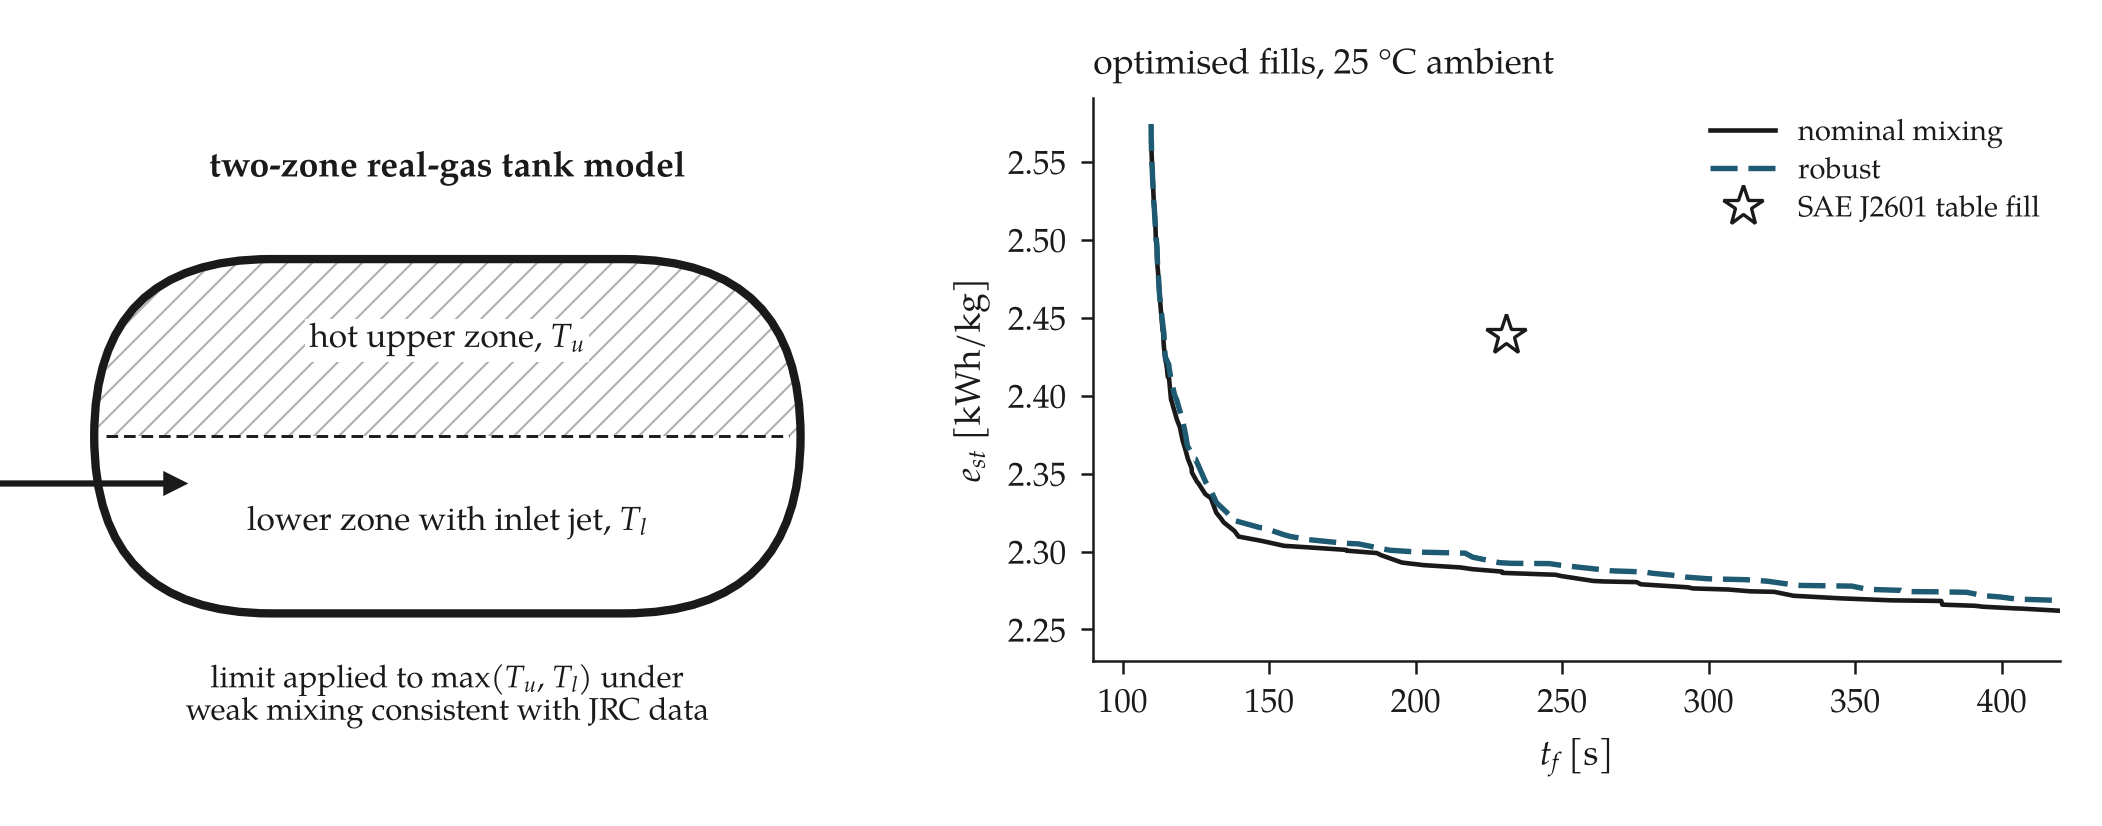 two-zone real-gas tank model
hot upper zone, T_u
lower zone with inlet jet, T_l
limit applied to max(T_u, T_l) under
weak mixing consistent with JRC data
optimised fills, 25 °C ambient
nominal mixing
robust
SAE J2601 table fill
e_st [kWh/kg]
2.55
2.50
2.45
2.40
2.35
2.30
2.25
100 150 200 250 300 350 400
t_f [s]